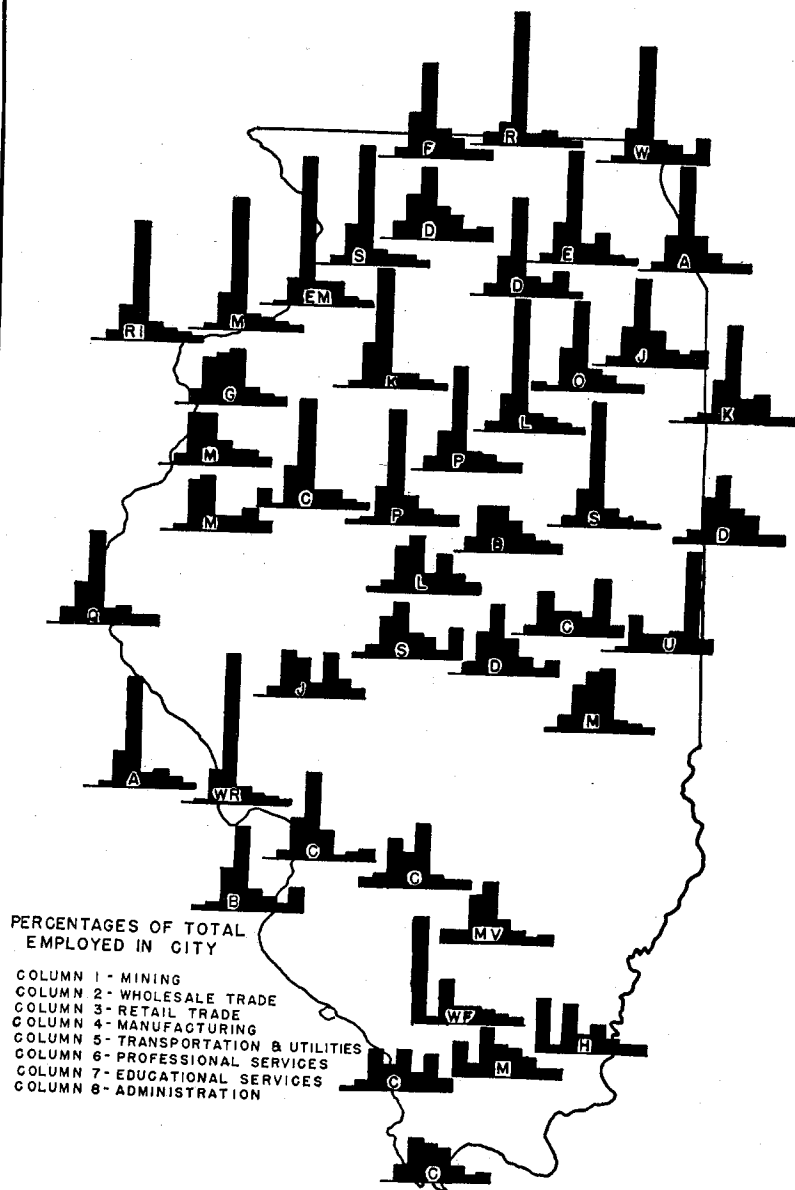 F
R
W
D
S
E
A
EM
D
RI
M
J
K
O
G
L
K
M
P
C
P
S
M
B
D
L
Q
C
U
S
D
J
M
A
WR
C
C
B
MV
PERCENTAGES OF TOTAL
EMPLOYED IN CITY
WF
COLUMN 1 - MINING
COLUMN 2 - WHOLESALE TRADE
COLUMN 3 - RETAIL TRADE
COLUMN 4 - MANUFACTURING
COLUMN 5 - TRANSPORTATION & UTILITIES
COLUMN 6 - PROFESSIONAL SERVICES
COLUMN 7 - EDUCATIONAL SERVICES
COLUMN 8 - ADMINISTRATION
H
M
C
C